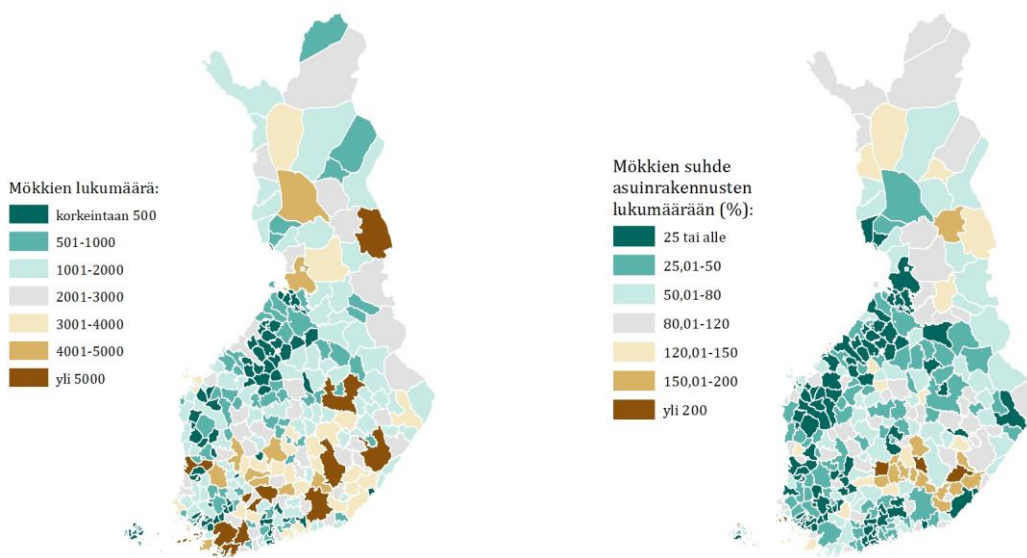 Mökkien lukumäärä:
korkeintaan 500
501-1000
1001-2000
2001-3000
3001-4000
4001-5000
yli 5000
Mökkien suhde
asuinrakennusten
lukumäärään (%):
25 tai alle
25,01-50
50,01-80
80,01-120
120,01-150
150,01-200
yli 200